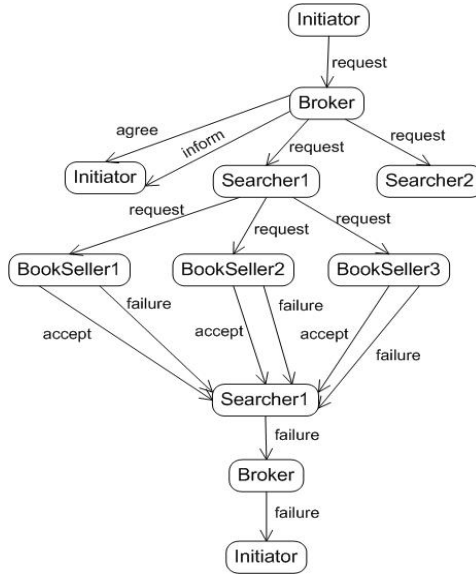 Initiator
request
Broker
agree
inform
request
request
Initiator
Searcher1
Searcher2
request
request
request
BookSeller1
BookSeller2
BookSeller3
accept
failure
accept
failure
accept
failure
Searcher1
failure
Broker
failure
Initiator